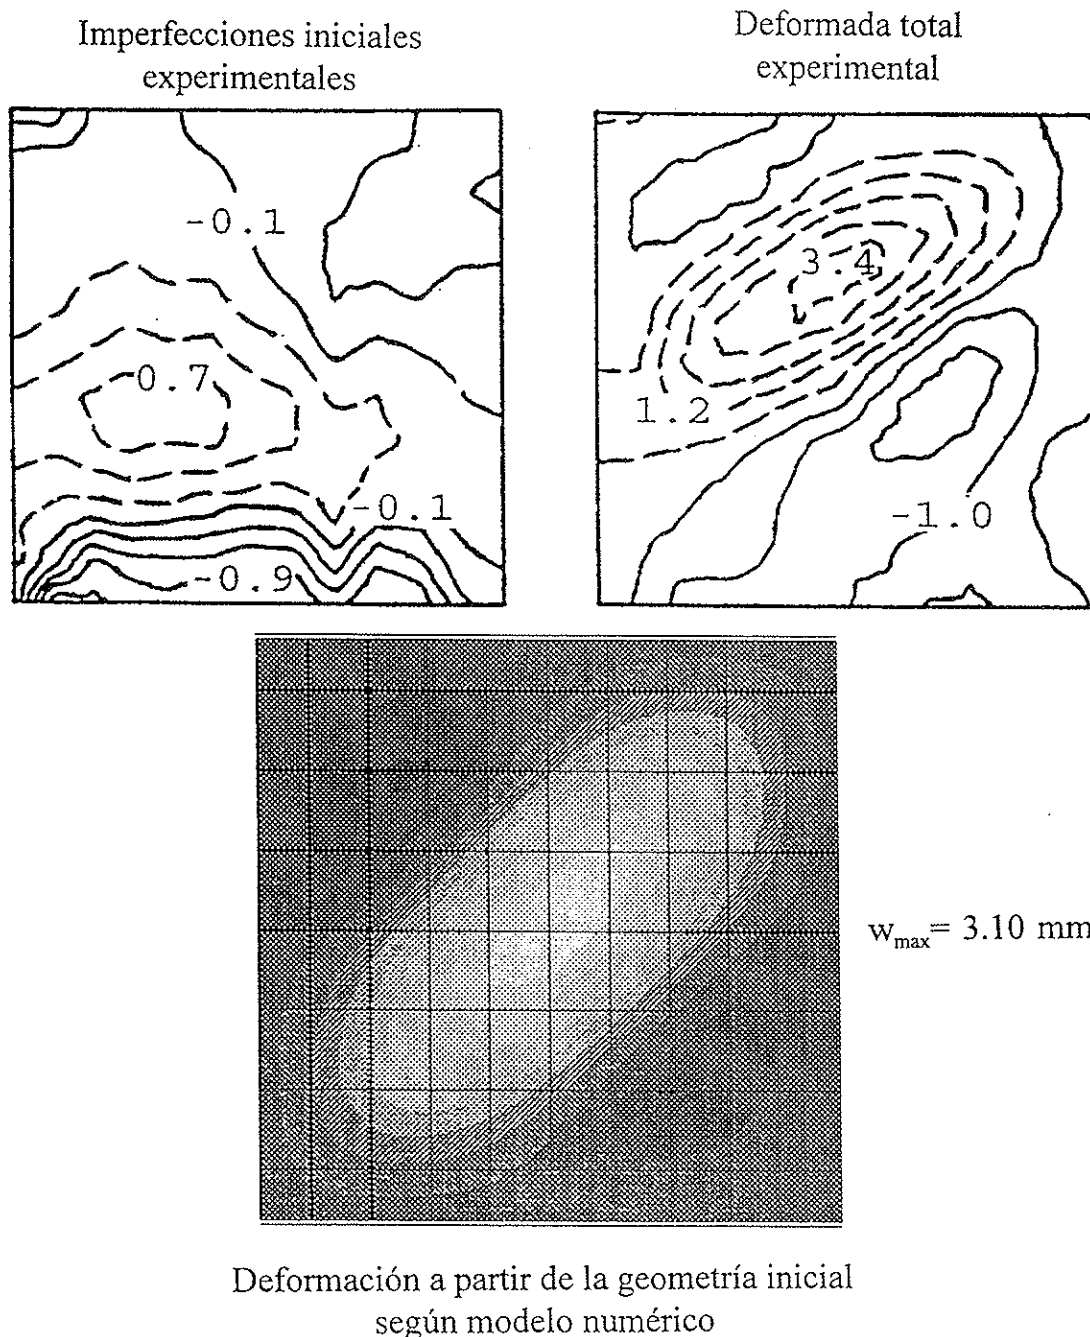 Imperfecciones iniciales
experimentales
Deformada total
experimental
-0.1
0.7
-0.1
-0.9
3.4
1.2
-1.0
wmax= 3.10 mm
Deformación a partir de la geometría inicial
según modelo numérico